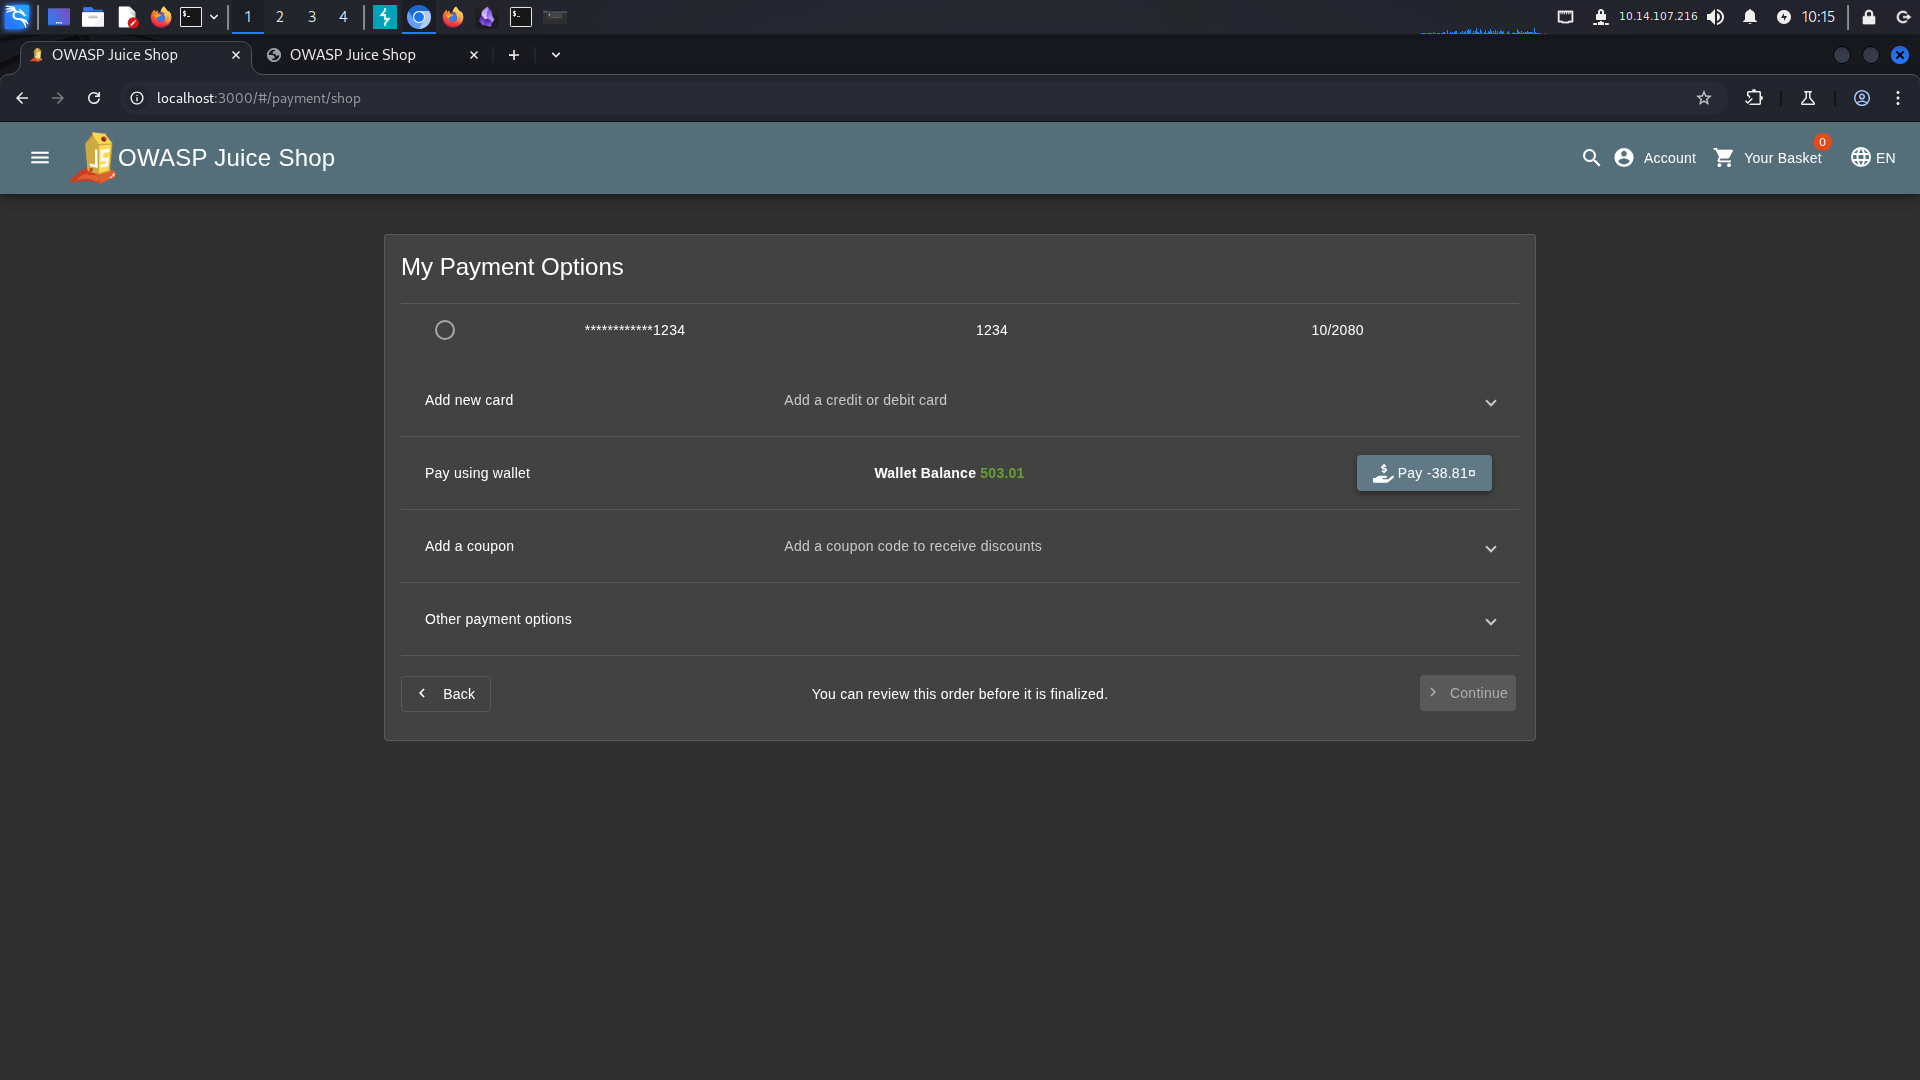 1 2 3 4 10.14.107.216 10:15
OWASP Juice Shop OWASP Juice Shop
localhost:3000/#/payment/shop
OWASP Juice Shop Account Your Basket 0 EN
My Payment Options
************1234 1234 10/2080
Add new card Add a credit or debit card
Pay using wallet Wallet Balance 503.01 Pay -38.81¤
Add a coupon Add a coupon code to receive discounts
Other payment options
Back You can review this order before it is finalized. Continue